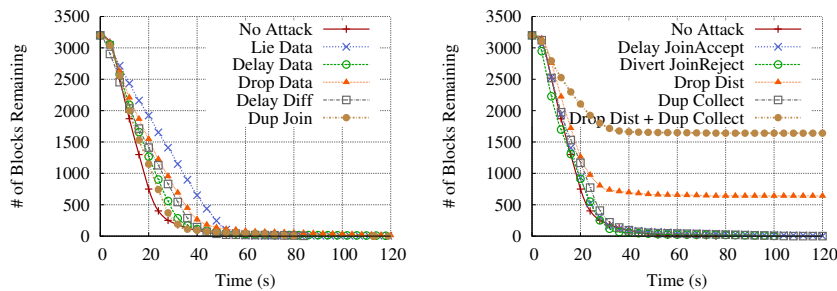 3500
3000
2500
2000
1500
1000
500
0
# of Blocks Remaining
0 20 40 60 80 100 120
Time (s)
No Attack
Lie Data
Delay Data
Drop Data
Delay Diff
Dup Join
3500
3000
2500
2000
1500
1000
500
0
# of Blocks Remaining
0 20 40 60 80 100 120
Time (s)
No Attack
Delay JoinAccept
Divert JoinReject
Drop Dist
Dup Collect
Drop Dist + Dup Collect